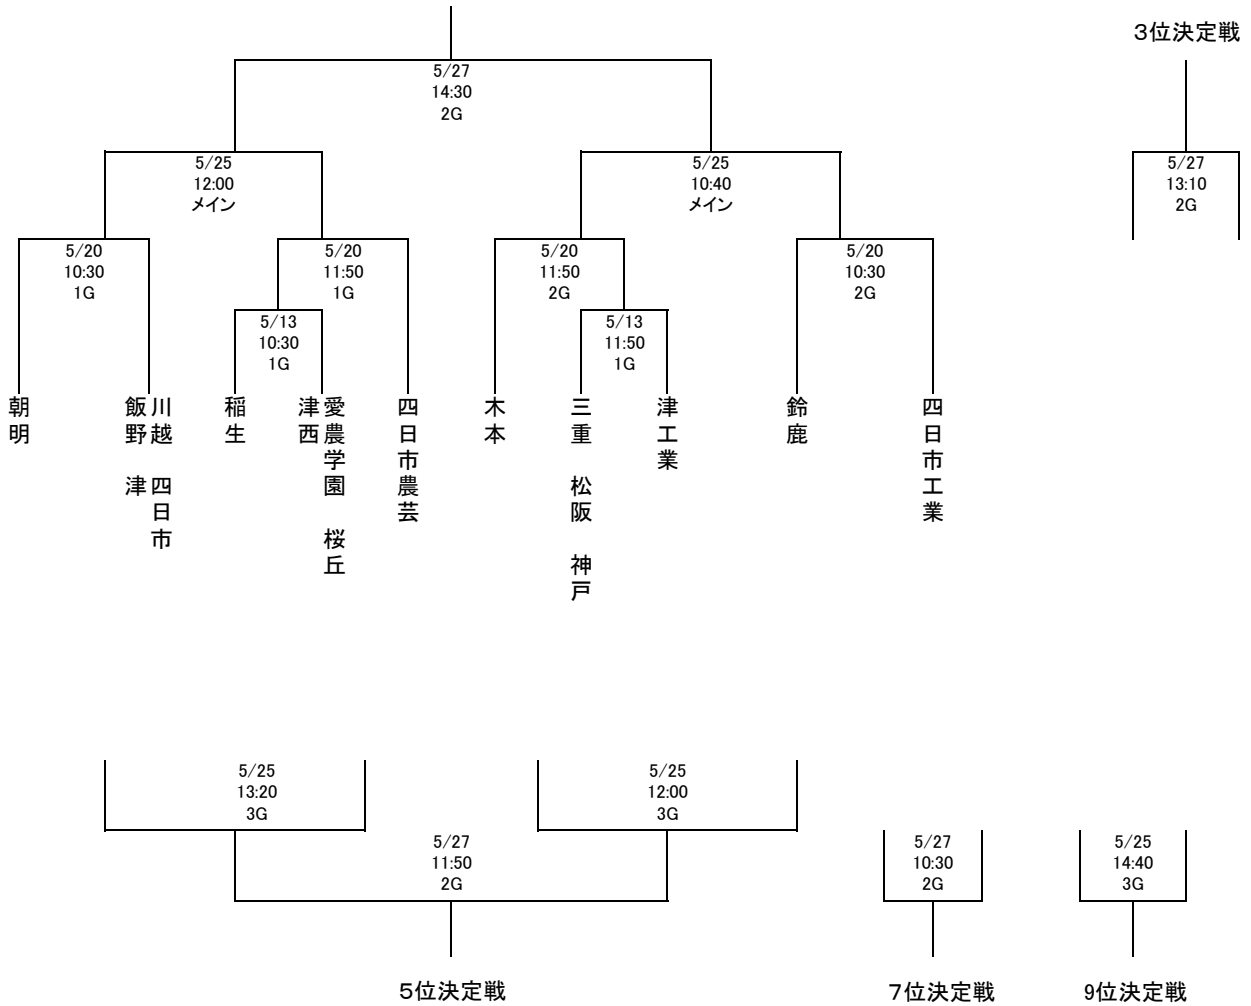 3位決定戦
5/27
14:30
2G
5/25
12:00
メイン
5/25
10:40
メイン
5/27
13:10
2G
5/20
10:30
1G
5/20
11:50
1G
5/20
11:50
2G
5/20
10:30
2G
5/13
10:30
1G
5/13
11:50
1G
朝明
川越 四日市
飯野 津
稲生
愛農学園 桜丘
津西
四日市農芸
木本
三重 松阪 神戸
津工業
鈴鹿
四日市工業
5/25
13:20
3G
5/25
12:00
3G
5/27
11:50
2G
5/27
10:30
2G
5/25
14:40
3G
5位決定戦
7位決定戦
9位決定戦